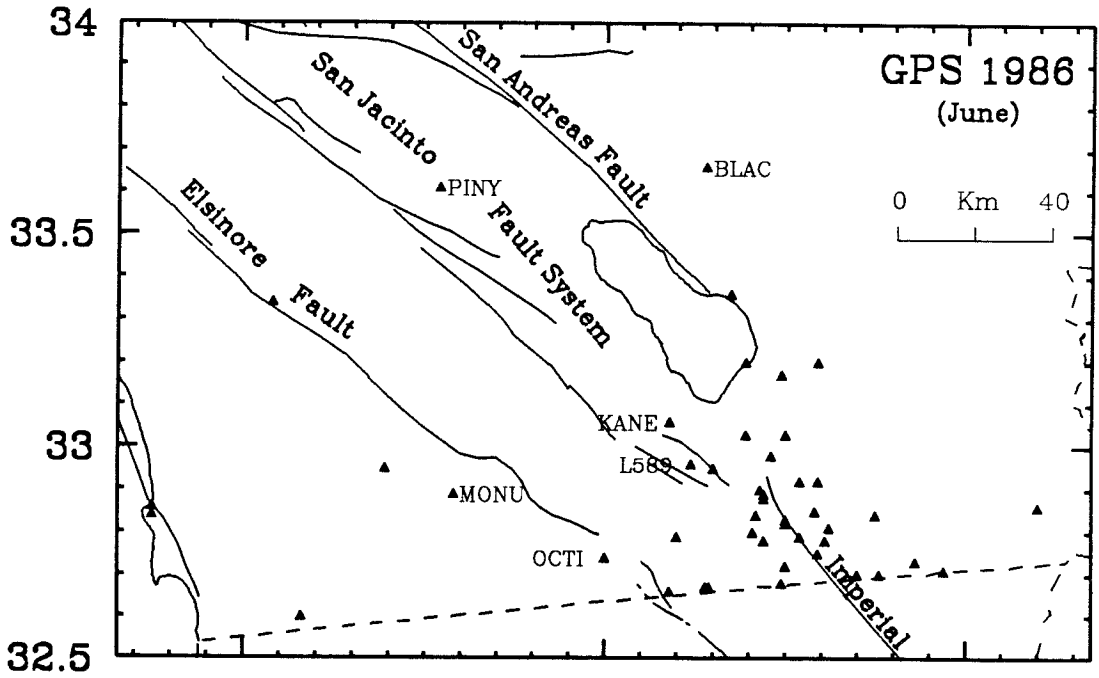 34
GPS 1986
(June)
San Andreas Fault
San Jacinto
Fault System
BLAC
PINY
0 Km 40
33.5
Elsinore
Fault
KANE
33
L589
MONU
OCTI
Imperial
32.5